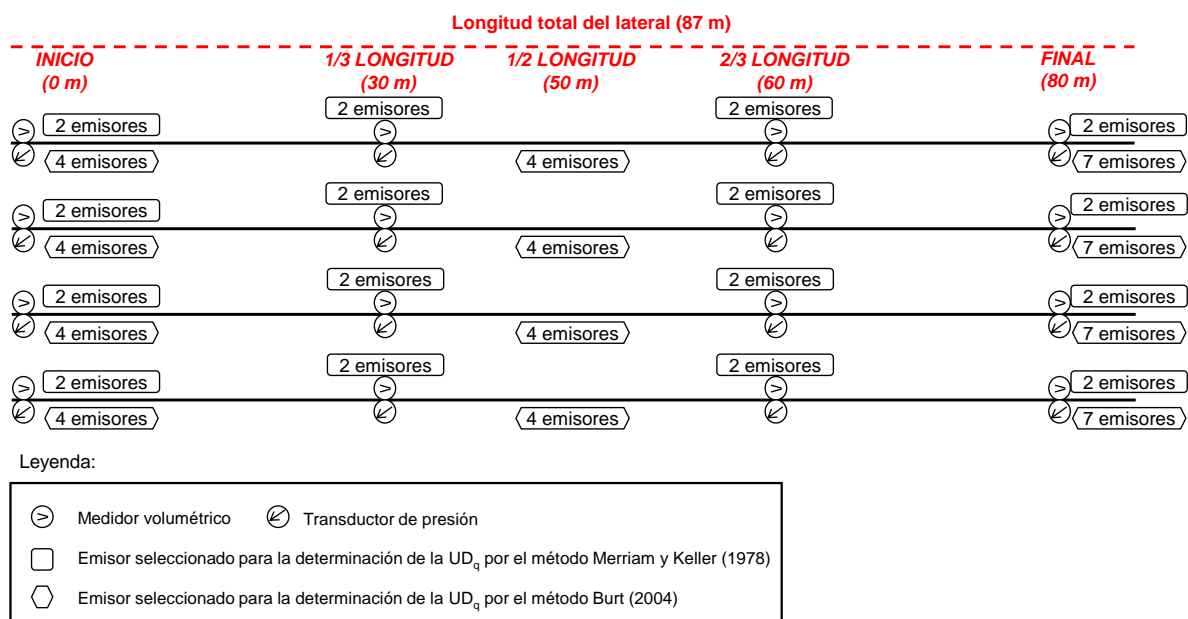 Longitud total del lateral (87 m)
INICIO 1/3 LONGITUD 1/2 LONGITUD 2/3 LONGITUD FINAL
(0 m) (30 m) (50 m) (60 m) (80 m)
2 emisores 2 emisores
2 emisores 2 emisores
4 emisores 4 emisores 7 emisores
2 emisores 2 emisores
2 emisores 2 emisores
4 emisores 4 emisores 7 emisores
2 emisores 2 emisores
2 emisores 2 emisores
4 emisores 4 emisores 7 emisores
2 emisores 2 emisores
2 emisores 2 emisores
4 emisores 4 emisores 7 emisores
Leyenda:
Medidor volumétrico Transductor de presión
Emisor seleccionado para la determinación de la UDq por el método Merriam y Keller (1978)
Emisor seleccionado para la determinación de la UDq por el método Burt (2004)